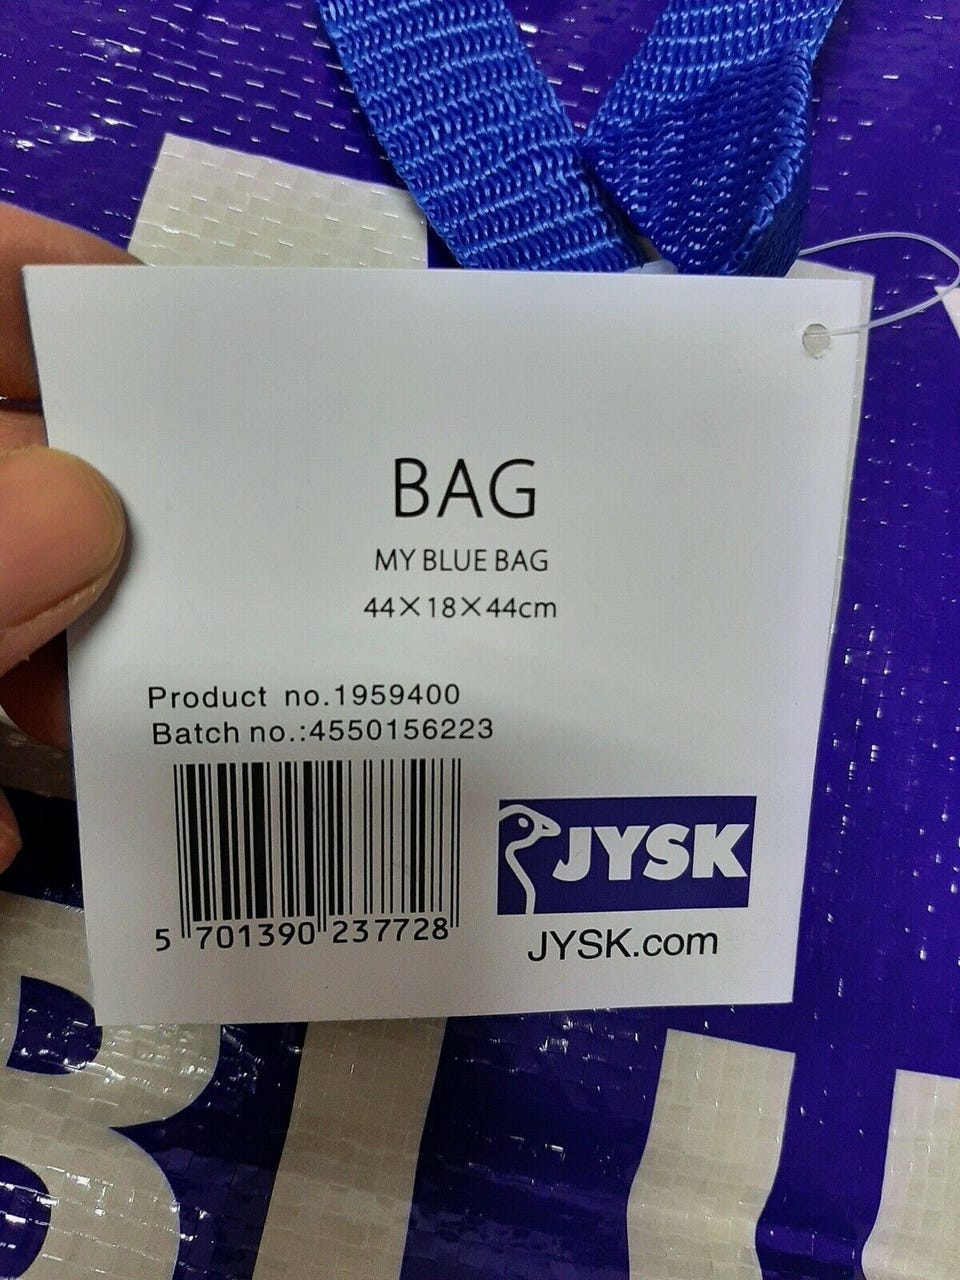 BAG
MY BLUE BAG
44×18×44cm
Product no.1959400
Batch no.:4550156223
5 701390 237728
JYSK
JYSK.com